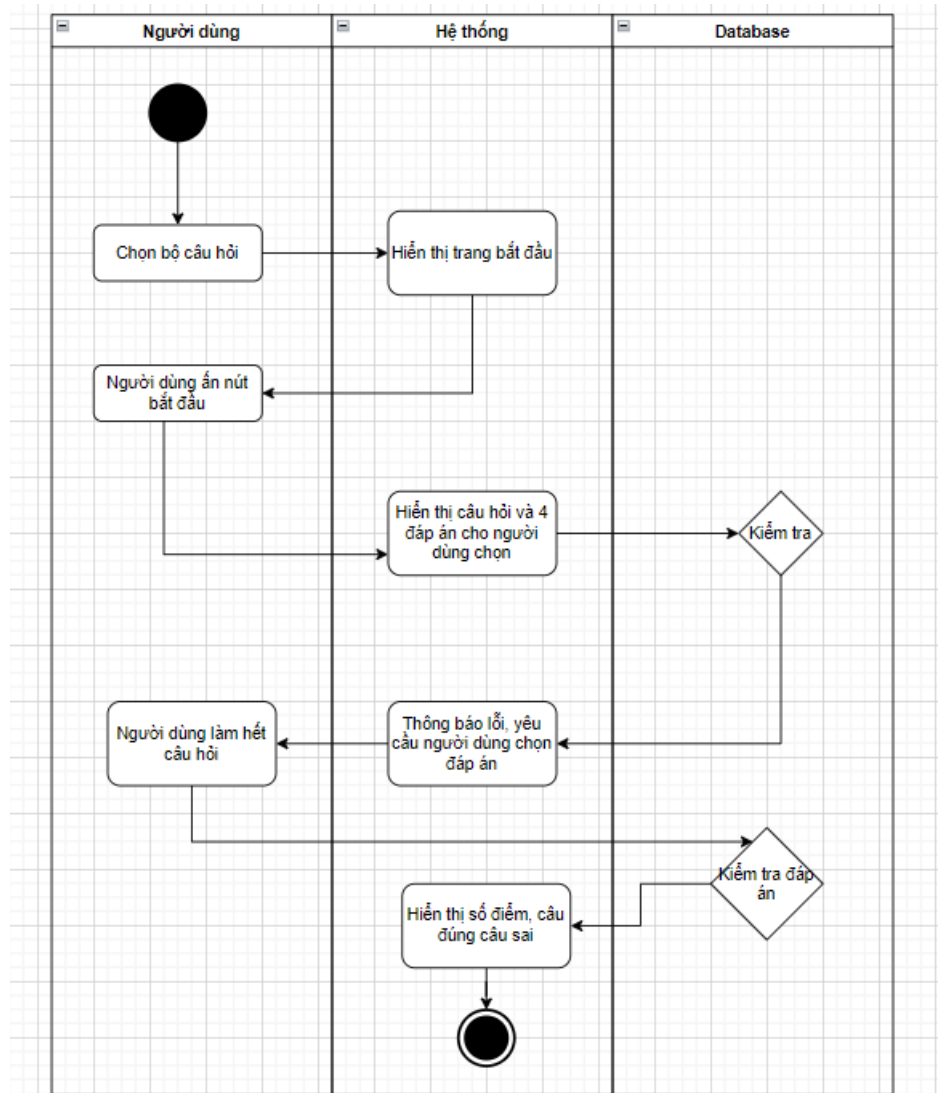 Người dùng
Hệ thống
Database
Chọn bộ câu hỏi
Hiển thị trang bắt đầu
Người dùng ấn nút
bắt đầu
Hiển thị câu hỏi và 4
đáp án cho người
dùng chọn
Kiểm tra
Người dùng làm hết
câu hỏi
Thông báo lỗi, yêu
cầu người dùng chọn
đáp án
Kiểm tra đáp
án
Hiển thị số điểm, câu
đúng câu sai